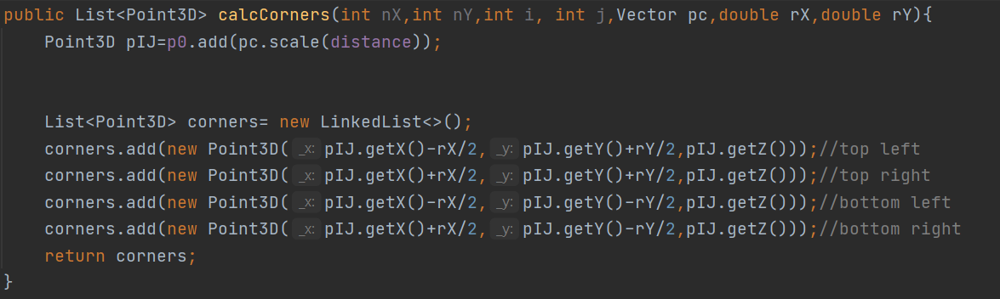 public List<Point3D> calcCorners(int nX,int nY,int i, int j,Vector pc,double rX,double rY){
Point3D pIJ=p0.add(pc.scale(distance));
List<Point3D> corners= new LinkedList<>();
corners.add(new Point3D( _x: pIJ.getX()-rX/2, _y: pIJ.getY()+rY/2,pIJ.getZ()));//top left
corners.add(new Point3D( _x: pIJ.getX()+rX/2, _y: pIJ.getY()+rY/2,pIJ.getZ()));//top right
corners.add(new Point3D( _x: pIJ.getX()-rX/2, _y: pIJ.getY()-rY/2,pIJ.getZ()));//bottom left
corners.add(new Point3D( _x: pIJ.getX()+rX/2, _y: pIJ.getY()-rY/2,pIJ.getZ()));//bottom right
return corners;
}